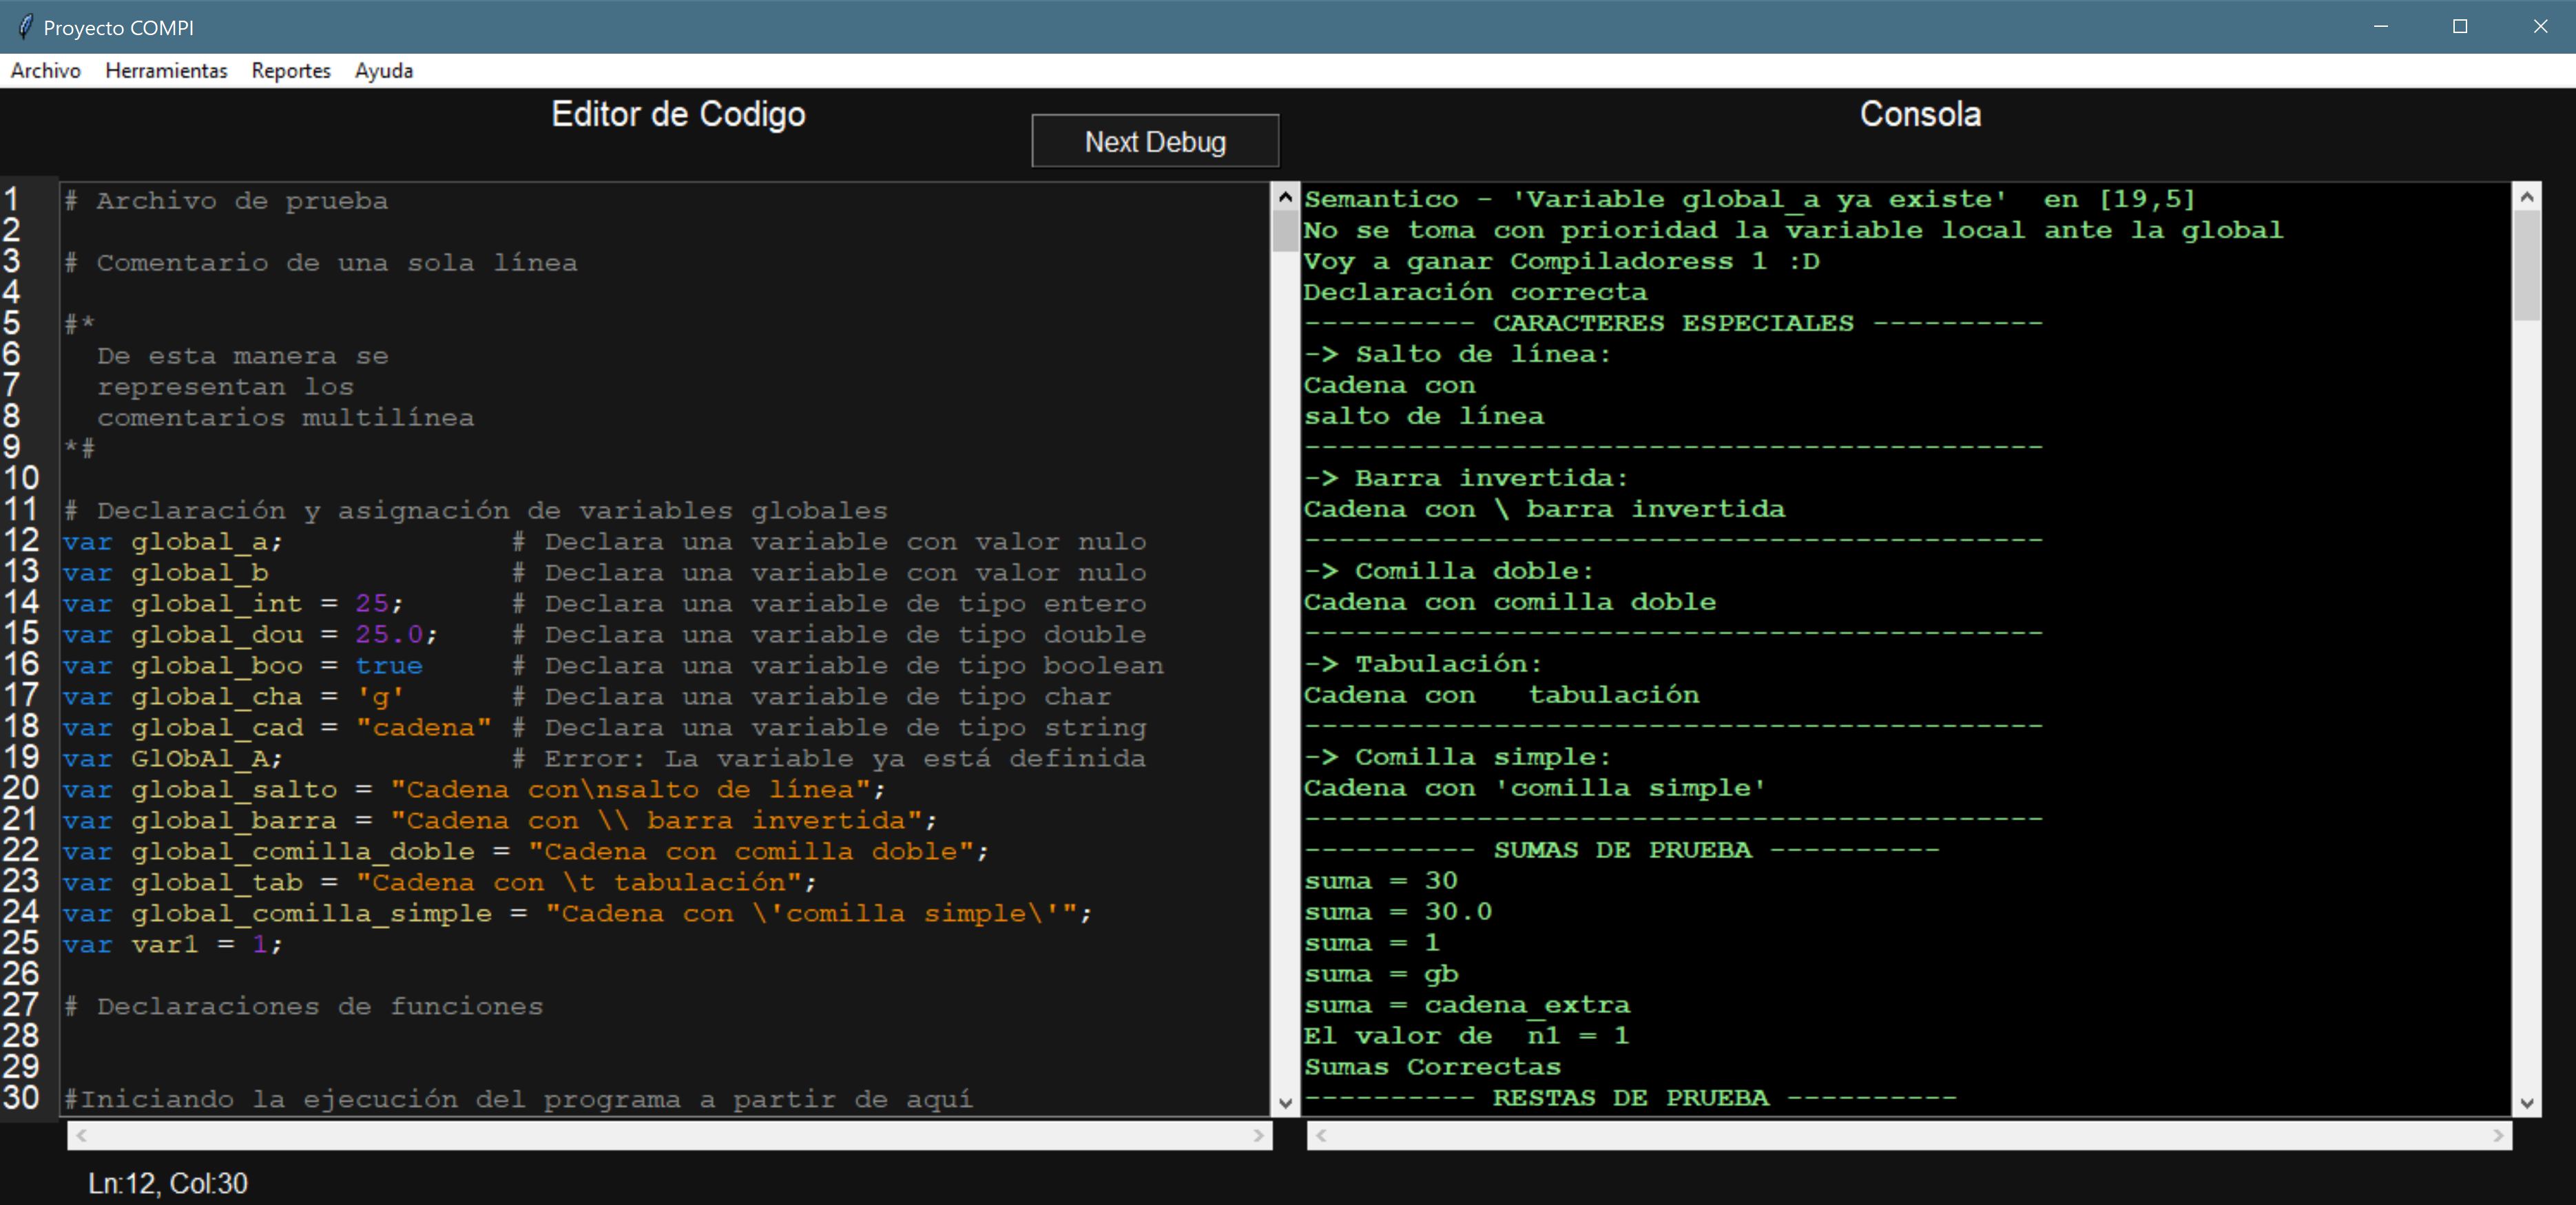 Proyecto COMPI
Archivo Herramientas Reportes Ayuda
Editor de Codigo
Next Debug
Consola
1 # Archivo de prueba
2
3 # Comentario de una sola línea
4
5 #*
6 De esta manera se
7 representan los
8 comentarios multilínea
9 *#
10
11 # Declaración y asignación de variables globales
12 var global_a; # Declara una variable con valor nulo
13 var global_b # Declara una variable con valor nulo
14 var global_int = 25; # Declara una variable de tipo entero
15 var global_dou = 25.0; # Declara una variable de tipo double
16 var global_boo = true # Declara una variable de tipo boolean
17 var global_cha = 'g' # Declara una variable de tipo char
18 var global_cad = "cadena" # Declara una variable de tipo string
19 var GlObAl_A; # Error: La variable ya está definida
20 var global_salto = "Cadena con\nsalto de línea";
21 var global_barra = "Cadena con \\ barra invertida";
22 var global_comilla_doble = "Cadena con comilla doble";
23 var global_tab = "Cadena con \t tabulación";
24 var global_comilla_simple = "Cadena con \'comilla simple\'";
25 var var1 = 1;
26
27 # Declaraciones de funciones
28
29
30 #Iniciando la ejecución del programa a partir de aquí
Semantico - 'Variable global_a ya existe'  en [19,5]
No se toma con prioridad la variable local ante la global
Voy a ganar Compiladoress 1 :D
Declaración correcta
---------- CARACTERES ESPECIALES ----------
-> Salto de línea:
Cadena con
salto de línea
-------------------------------------------
-> Barra invertida:
Cadena con \ barra invertida
-------------------------------------------
-> Comilla doble:
Cadena con comilla doble
-------------------------------------------
-> Tabulación:
Cadena con   tabulación
-------------------------------------------
-> Comilla simple:
Cadena con 'comilla simple'
-------------------------------------------
---------- SUMAS DE PRUEBA ----------
suma = 30
suma = 30.0
suma = 1
suma = gb
suma = cadena_extra
El valor de  n1 = 1
Sumas Correctas
---------- RESTAS DE PRUEBA ----------
Ln:12, Col:30